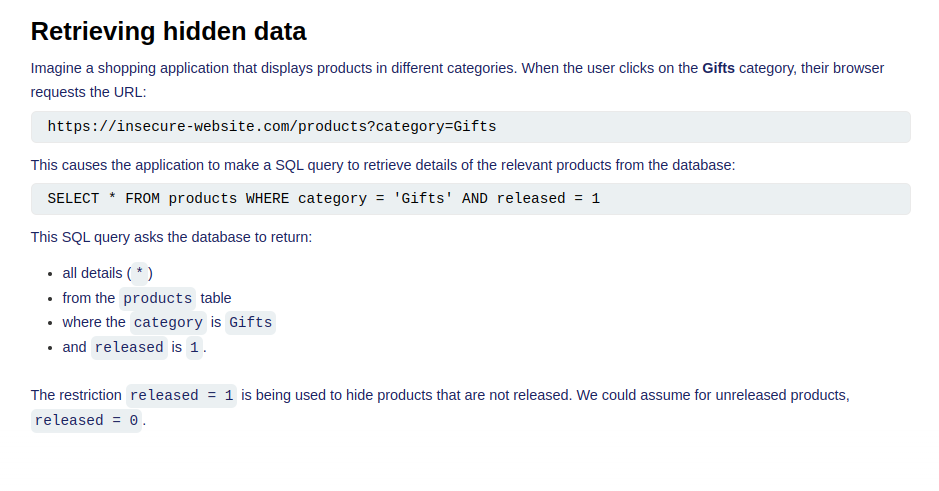 Retrieving hidden data
Imagine a shopping application that displays products in different categories. When the user clicks on the Gifts category, their browser
requests the URL:
https://insecure-website.com/products?category=Gifts
This causes the application to make a SQL query to retrieve details of the relevant products from the database:
SELECT * FROM products WHERE category = 'Gifts' AND released = 1
This SQL query asks the database to return:
• all details ( * )
• from the products table
• where the category is Gifts
• and released is 1 .
The restriction released = 1 is being used to hide products that are not released. We could assume for unreleased products,
released = 0 .